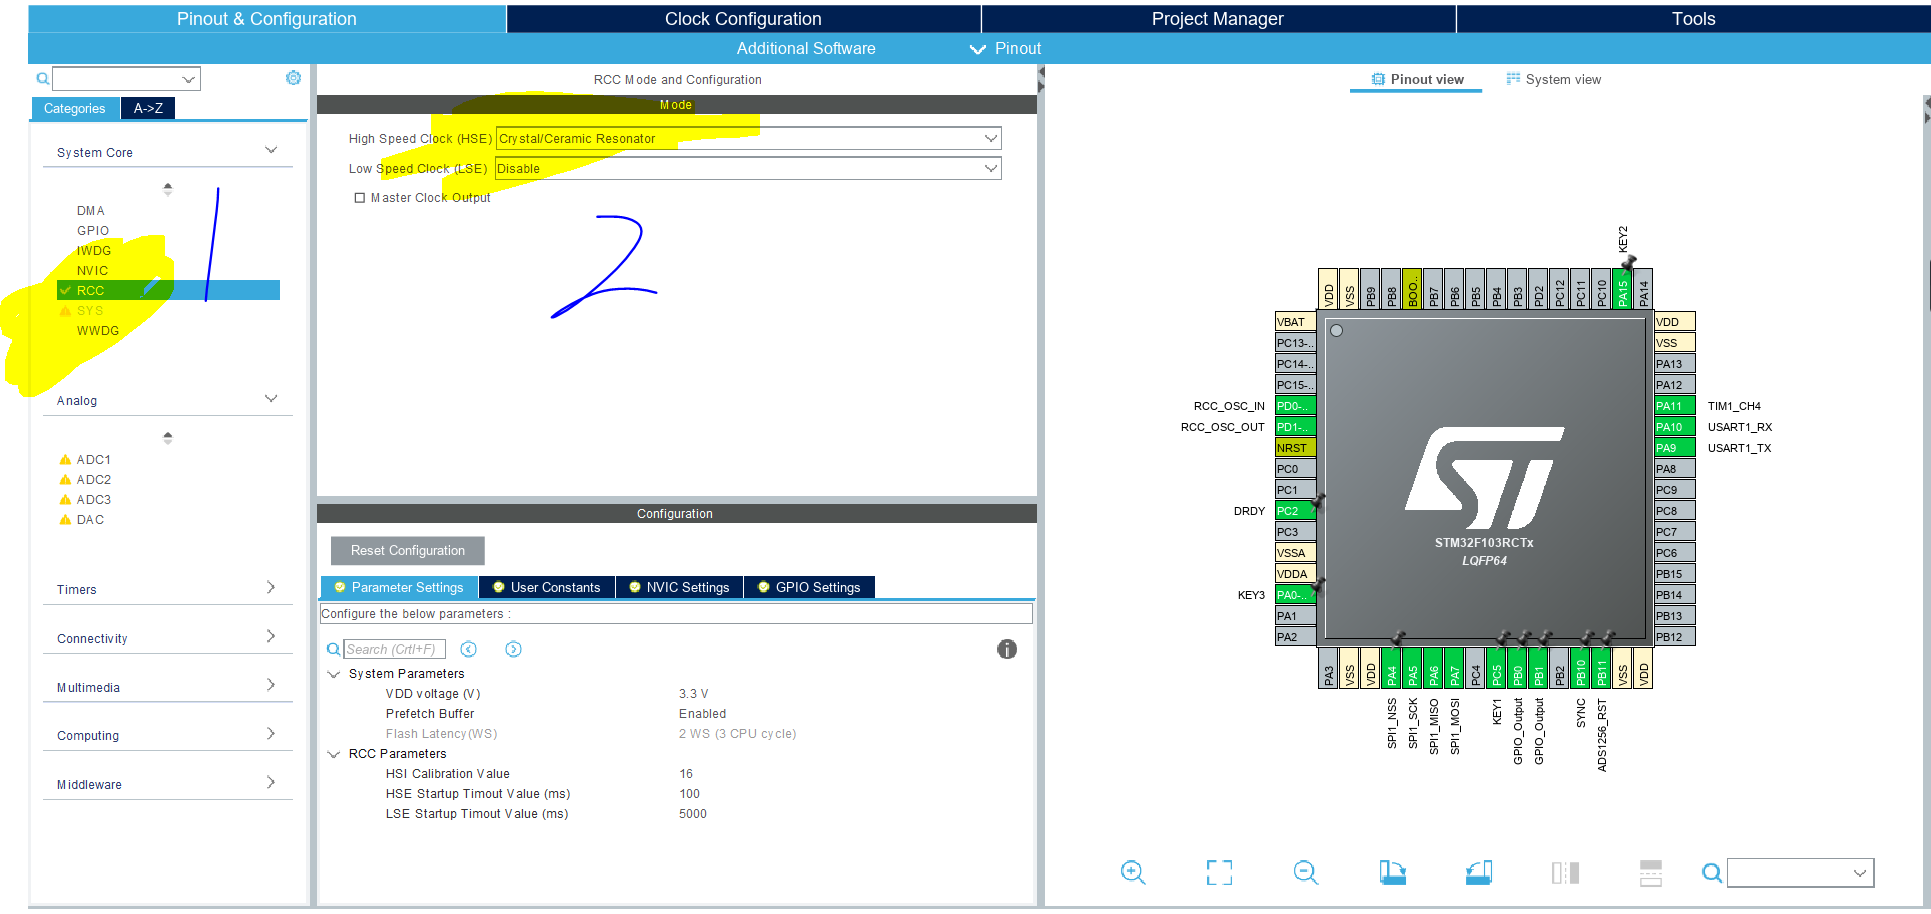 Pinout & Configuration
Clock Configuration
Project Manager
Tools
Additional Software
Pinout
Categories
A->Z
System Core
DMA
GPIO
IWDG
NVIC
RCC
SYS
WWDG
Analog
ADC1
ADC2
ADC3
DAC
Timers
Connectivity
Multimedia
Computing
Middleware
1
RCC Mode and Configuration
Mode
High Speed Clock (HSE) Crystal/Ceramic Resonator
Low Speed Clock (LSE) Disable
Master Clock Output
2
Configuration
Reset Configuration
Parameter Settings
User Constants
NVIC Settings
GPIO Settings
Configure the below parameters :
Search (Crtl+F)
i
System Parameters
VDD voltage (V) 3.3 V
Prefetch Buffer Enabled
Flash Latency(WS) 2 WS (3 CPU cycle)
RCC Parameters
HSI Calibration Value 16
HSE Startup Timout Value (ms) 100
LSE Startup Timout Value (ms) 5000
Pinout view
System view
KEY2
VDD
VSS
PB9
PB8
BOO..
PB7
PB6
PB5
PB4
PB3
PD2
PC12
PC11
PC10
PA15
PA14
VBAT
PC13-..
PC14-..
PC15-..
RCC_OSC_IN PD0-..
RCC_OSC_OUT PD1-..
NRST
PC0
PC1
DRDY PC2
PC3
VSSA
VDDA
KEY3 PA0-..
PA1
PA2
ST
STM32F103RCTx
LQFP64
VDD
VSS
PA13
PA12
PA11 TIM1_CH4
PA10 USART1_RX
PA9 USART1_TX
PA8
PC9
PC8
PC7
PC6
PB15
PB14
PB13
PB12
PA3
VSS
VDD
PA4
PA5
PA6
PA7
PC4
PC5
PB0
PB1
PB2
PB10
PB11
VSS
VDD
SPI1_NSS
SPI1_SCK
SPI1_MISO
SPI1_MOSI
KEY1
GPIO_Output
GPIO_Output
SYNC
ADS1256_RST